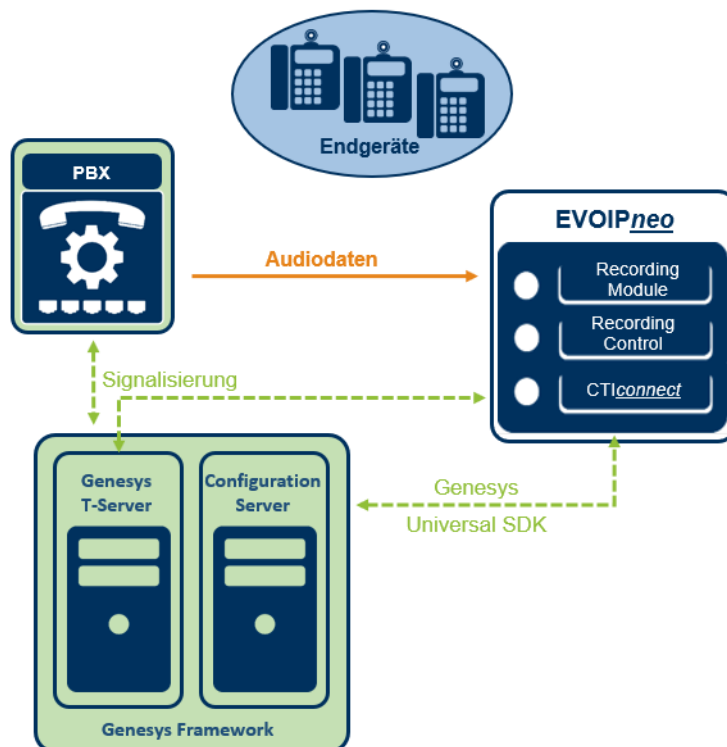 Endgeräte
PBX
EVOIPneo
Audiodaten
Recording
Module
Recording
Control
CTIconnect
Signalisierung
Genesys
T-Server
Configuration
Server
Genesys
Universal SDK
Genesys Framework